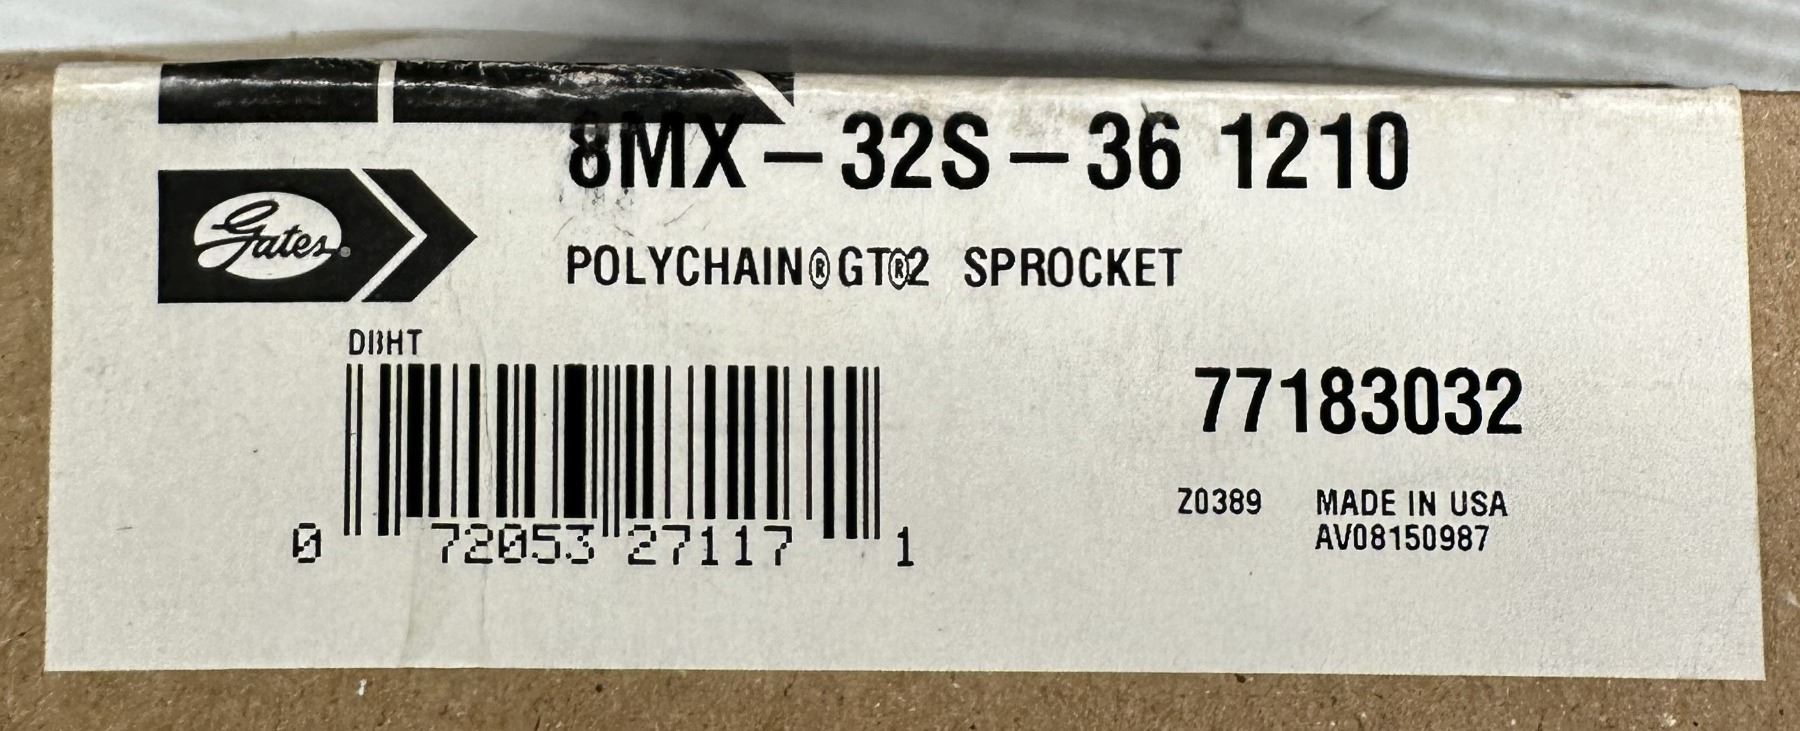 8MX-32S-36 1210
Gates®
POLYCHAIN®GT®2 SPROCKET
77183032
0 72053 27117 1
Z0389 MADE IN USA
AV08150987